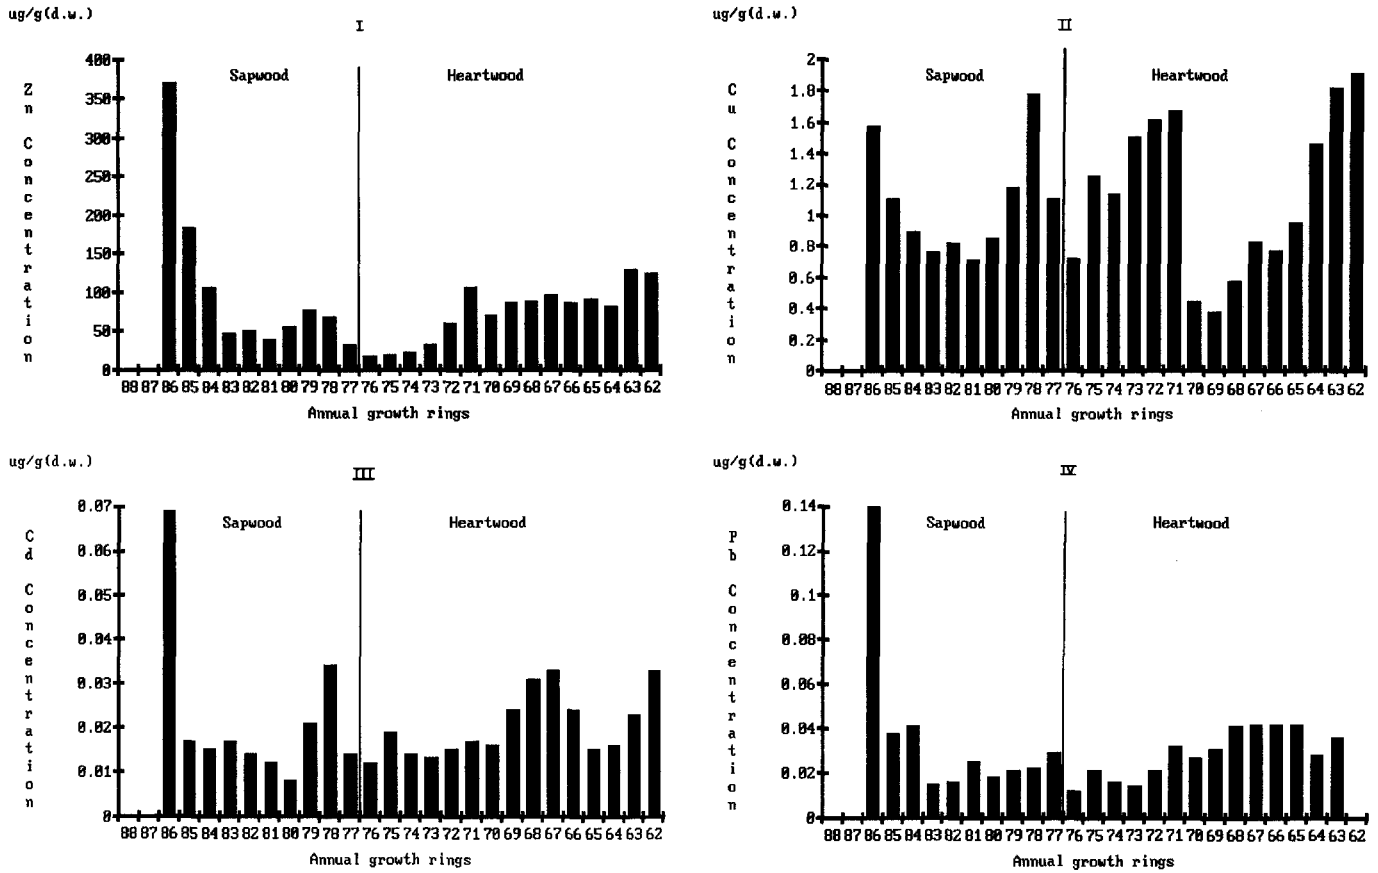 ug/g(d.w.)
I
Zn Concentration
400
350
300
250
200
150
100
50
0
Sapwood
Heartwood
88 87 86 85 84 83 82 81 80 79 78 77 76 75 74 73 72 71 70 69 68 67 66 65 64 63 62
Annual growth rings
ug/g(d.w.)
II
Cu Concentration
2
1.8
1.6
1.4
1.2
1
0.8
0.6
0.4
0.2
0
Sapwood
Heartwood
88 87 86 85 84 83 82 81 80 79 78 77 76 75 74 73 72 71 70 69 68 67 66 65 64 63 62
Annual growth rings
ug/g(d.w.)
III
Cd Concentration
0.07
0.06
0.05
0.04
0.03
0.02
0.01
0
Sapwood
Heartwood
88 87 86 85 84 83 82 81 80 79 78 77 76 75 74 73 72 71 70 69 68 67 66 65 64 63 62
Annual growth rings
ug/g(d.w.)
IV
Pb Concentration
0.14
0.12
0.1
0.08
0.06
0.04
0.02
0
Sapwood
Heartwood
88 87 86 85 84 83 82 81 80 79 78 77 76 75 74 73 72 71 70 69 68 67 66 65 64 63 62
Annual growth rings